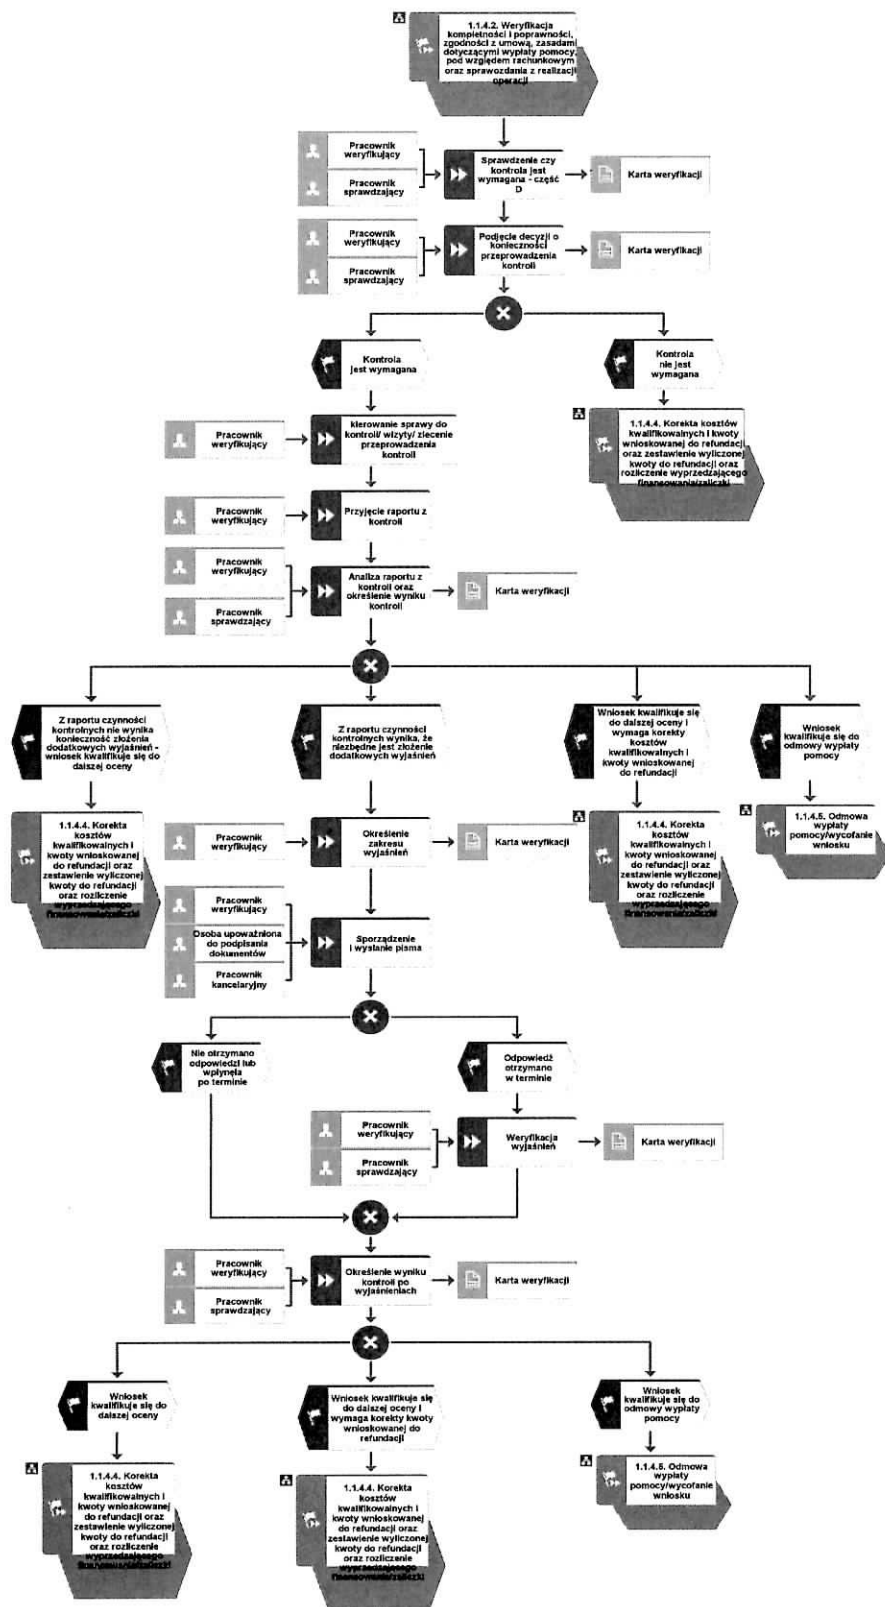 1.1.4.2. Weryfikacja
kompletności i poprawności,
zgodności z umową, zasadami
dotyczącymi wypłaty pomocy,
pod względem rachunkowym
oraz sprawozdania z realizacji
operacji
Pracownik
weryfikujący
Pracownik
sprawdzający
Sprawdzenie czy
kontrola jest
wymagana - część
D
Karta weryfikacji
Pracownik
weryfikujący
Pracownik
sprawdzający
Podjęcie decyzji o
konieczności
przeprowadzenia
kontroli
Karta weryfikacji
Kontrola
jest wymagana
Kontrola
nie jest
wymagana
Pracownik
weryfikujący
kierowanie sprawy do
kontroli/ wizyty/ zlecenie
przeprowadzenia
kontroli
1.1.4.4. Korekta kosztów
kwalifikowalnych i kwoty
wnioskowanej do refundacji
oraz zestawienie wyliczonej
kwoty do refundacji oraz
rozliczenie wyprzedzającego
finansowania/zaliczki
Pracownik
weryfikujący
Przyjęcie raportu z
kontroli
Pracownik
weryfikujący
Pracownik
sprawdzający
Analiza raportu z
kontroli oraz
określenie wyniku
kontroli
Karta weryfikacji
Z raportu czynności
kontrolnych nie wynika
konieczność złożenia
dodatkowych wyjaśnień -
wniosek kwalifikuje się do
dalszej oceny
Z raportu czynności
kontrolnych wynika, że
niezbędne jest złożenie
dodatkowych wyjaśnień
Wniosek kwalifikuje się
do dalszej oceny i
wymaga korekty
kosztów
kwalifikowalnych i
kwoty wnioskowanej
do refundacji
Wniosek
kwalifikuje się do
odmowy wypłaty
pomocy
1.1.4.4. Korekta
kosztów
kwalifikowalnych i
kwoty wnioskowanej
do refundacji oraz
zestawienie wyliczonej
kwoty do refundacji
oraz rozliczenie
wyprzedzającego
finansowania/zaliczki
Pracownik
weryfikujący
Określenie
zakresu
wyjaśnień
Karta weryfikacji
1.1.4.4. Korekta
kosztów
kwalifikowalnych i
kwoty wnioskowanej
do refundacji oraz
zestawienie wyliczonej
kwoty do refundacji
oraz rozliczenie
wyprzedzającego
finansowania/zaliczki
1.1.4.5. Odmowa
wypłaty
pomocy/wycofanie
wniosku
Pracownik
weryfikujący
Osoba upoważniona
do podpisania
dokumentów
Pracownik
kancelaryjny
Sporządzenie
i wysłanie pisma
Nie otrzymano
odpowiedzi lub
wpłynęła
po terminie
Odpowiedź
otrzymano
w terminie
Pracownik
weryfikujący
Pracownik
sprawdzający
Weryfikacja
wyjaśnień
Karta weryfikacji
Pracownik
weryfikujący
Pracownik
sprawdzający
Określenie wyniku
kontroli po
wyjaśnieniach
Karta weryfikacji
Wniosek
kwalifikuje się do
dalszej oceny
Wniosek kwalifikuje się
do dalszej oceny i
wymaga korekty kwoty
wnioskowanej do
refundacji
Wniosek
kwalifikuje się do
odmowy wypłaty
pomocy
1.1.4.4. Korekta
kosztów
kwalifikowalnych i
kwoty wnioskowanej
do refundacji oraz
zestawienie wyliczonej
kwoty do refundacji
oraz rozliczenie
wyprzedzającego
finansowania/zaliczki
1.1.4.4. Korekta
kosztów
kwalifikowalnych i
kwoty wnioskowanej
do refundacji oraz
zestawienie wyliczonej
kwoty do refundacji
oraz rozliczenie
wyprzedzającego
finansowania/zaliczki
1.1.4.5. Odmowa
wypłaty
pomocy/wycofanie
wniosku